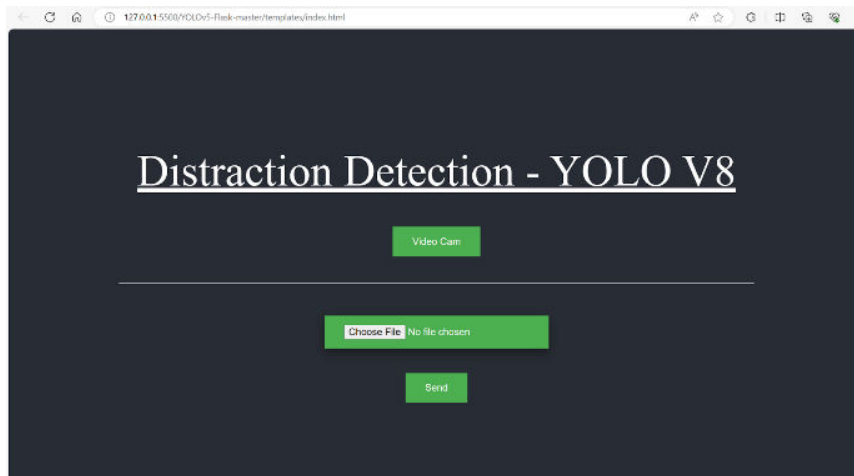 127.0.0.1:5500/YOLOv5-Flask-master/templates/index.html
Distraction Detection - YOLO V8
Video Cam
Choose File No file chosen
Send